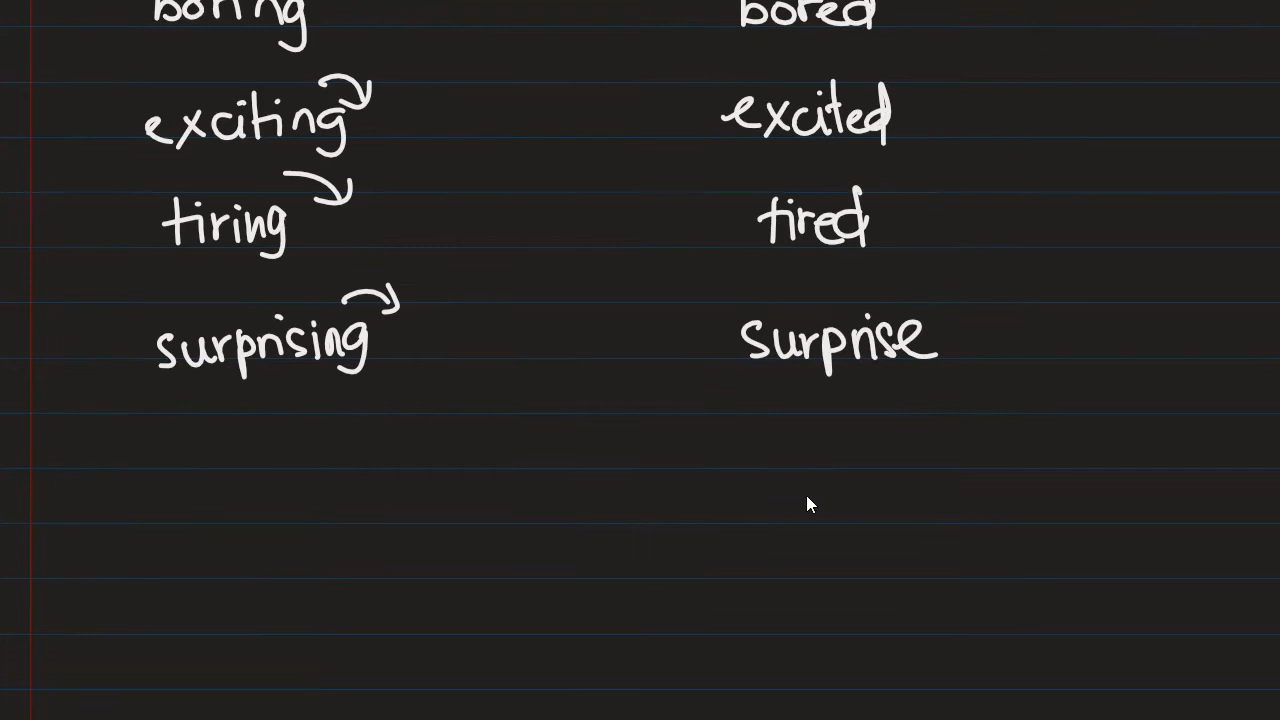 boring bored
exciting excited
tiring tired
surprising surprise